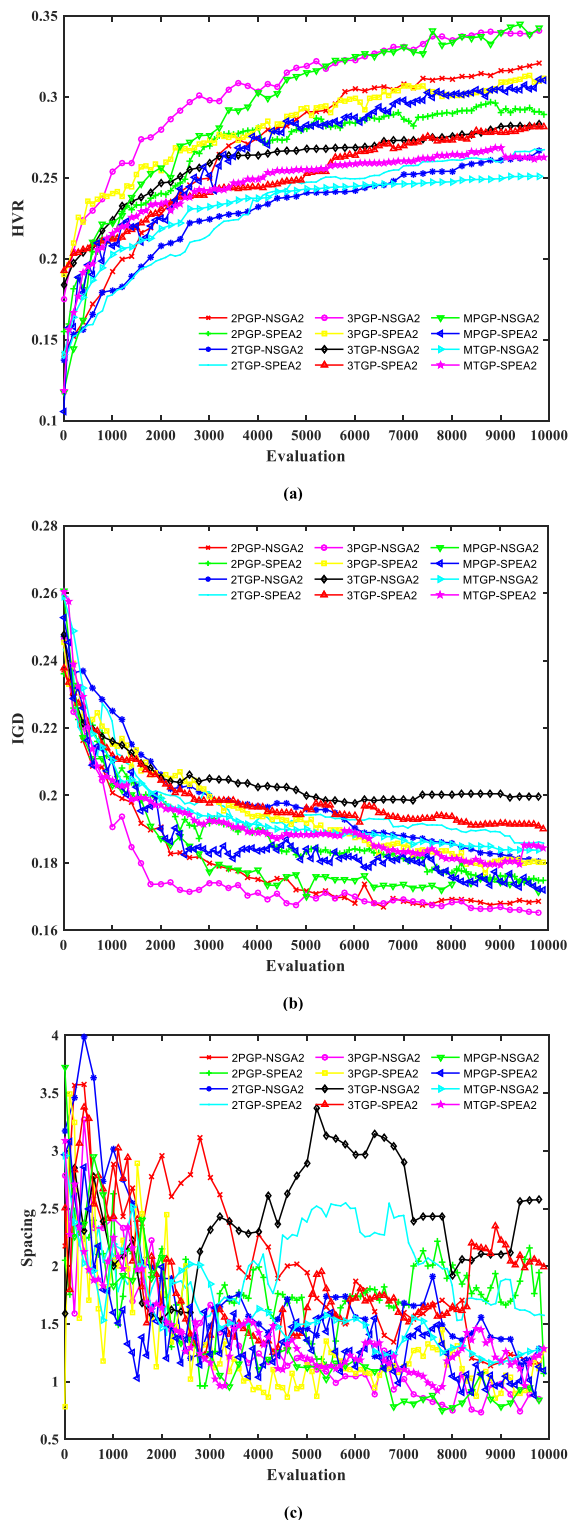 0.35
0.3
0.25
0.2
0.15
0.1
HVR
2PGP-NSGA2 3PGP-NSGA2 MPGP-NSGA2
2PGP-SPEA2 3PGP-SPEA2 MPGP-SPEA2
2TGP-NSGA2 3TGP-NSGA2 MTGP-NSGA2
2TGP-SPEA2 3TGP-SPEA2 MTGP-SPEA2
0 1000 2000 3000 4000 5000 6000 7000 8000 9000 10000
Evaluation
(a)
0.28
0.26
0.24
0.22
0.2
0.18
0.16
IGD
2PGP-NSGA2 3PGP-NSGA2 MPGP-NSGA2
2PGP-SPEA2 3PGP-SPEA2 MPGP-SPEA2
2TGP-NSGA2 3TGP-NSGA2 MTGP-NSGA2
2TGP-SPEA2 3TGP-SPEA2 MTGP-SPEA2
0 1000 2000 3000 4000 5000 6000 7000 8000 9000 10000
Evaluation
(b)
4
3.5
3
2.5
2
1.5
1
0.5
Spacing
2PGP-NSGA2 3PGP-NSGA2 MPGP-NSGA2
2PGP-SPEA2 3PGP-SPEA2 MPGP-SPEA2
2TGP-NSGA2 3TGP-NSGA2 MTGP-NSGA2
2TGP-SPEA2 3TGP-SPEA2 MTGP-SPEA2
0 1000 2000 3000 4000 5000 6000 7000 8000 9000 10000
Evaluation
(c)